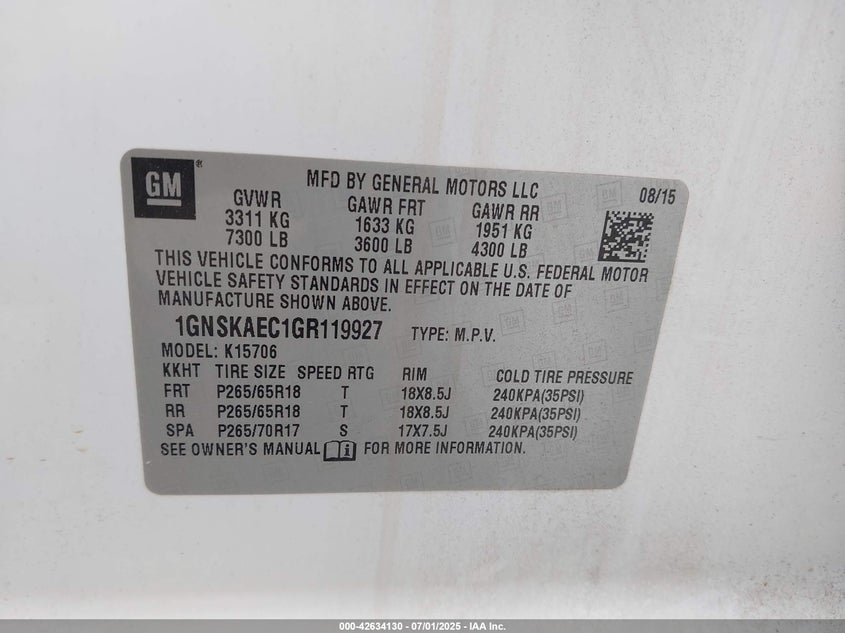 GM®
MFD BY GENERAL MOTORS LLC
08/15
GVWR GAWR FRT GAWR RR
3311 KG 1633 KG 1951 KG
7300 LB 3600 LB 4300 LB
THIS VEHICLE CONFORMS TO ALL APPLICABLE U.S. FEDERAL MOTOR
VEHICLE SAFETY STANDARDS IN EFFECT ON THE DATE OF
MANUFACTURE SHOWN ABOVE.
1GNSKAEC1GR119927 TYPE: M.P.V.
MODEL: K15706
KKHT TIRE SIZE SPEED RTG RIM COLD TIRE PRESSURE
FRT P265/65R18 T 18X8.5J 240KPA(35PSI)
RR P265/65R18 T 18X8.5J 240KPA(35PSI)
SPA P265/70R17 S 17X7.5J 240KPA(35PSI)
SEE OWNER'S MANUAL FOR MORE INFORMATION.
000-42634130 - 07/01/2025 - IAA Inc.